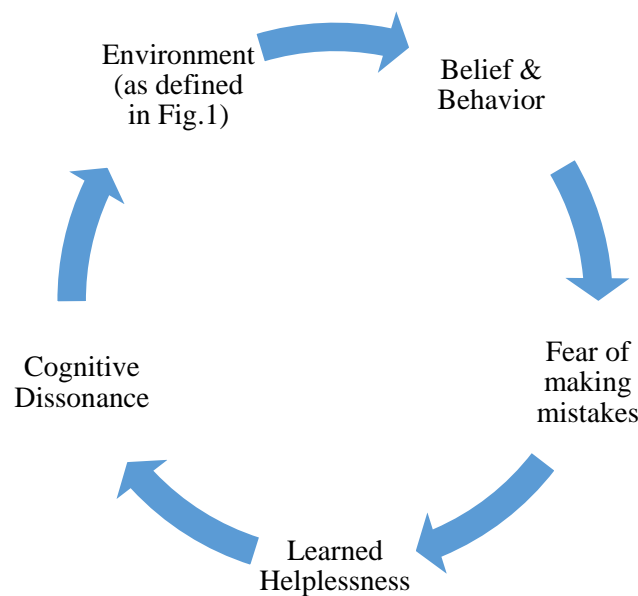 Environment
(as defined
in Fig.1)
Belief &
Behavior
Fear of
making
mistakes
Learned
Helplessness
Cognitive
Dissonance